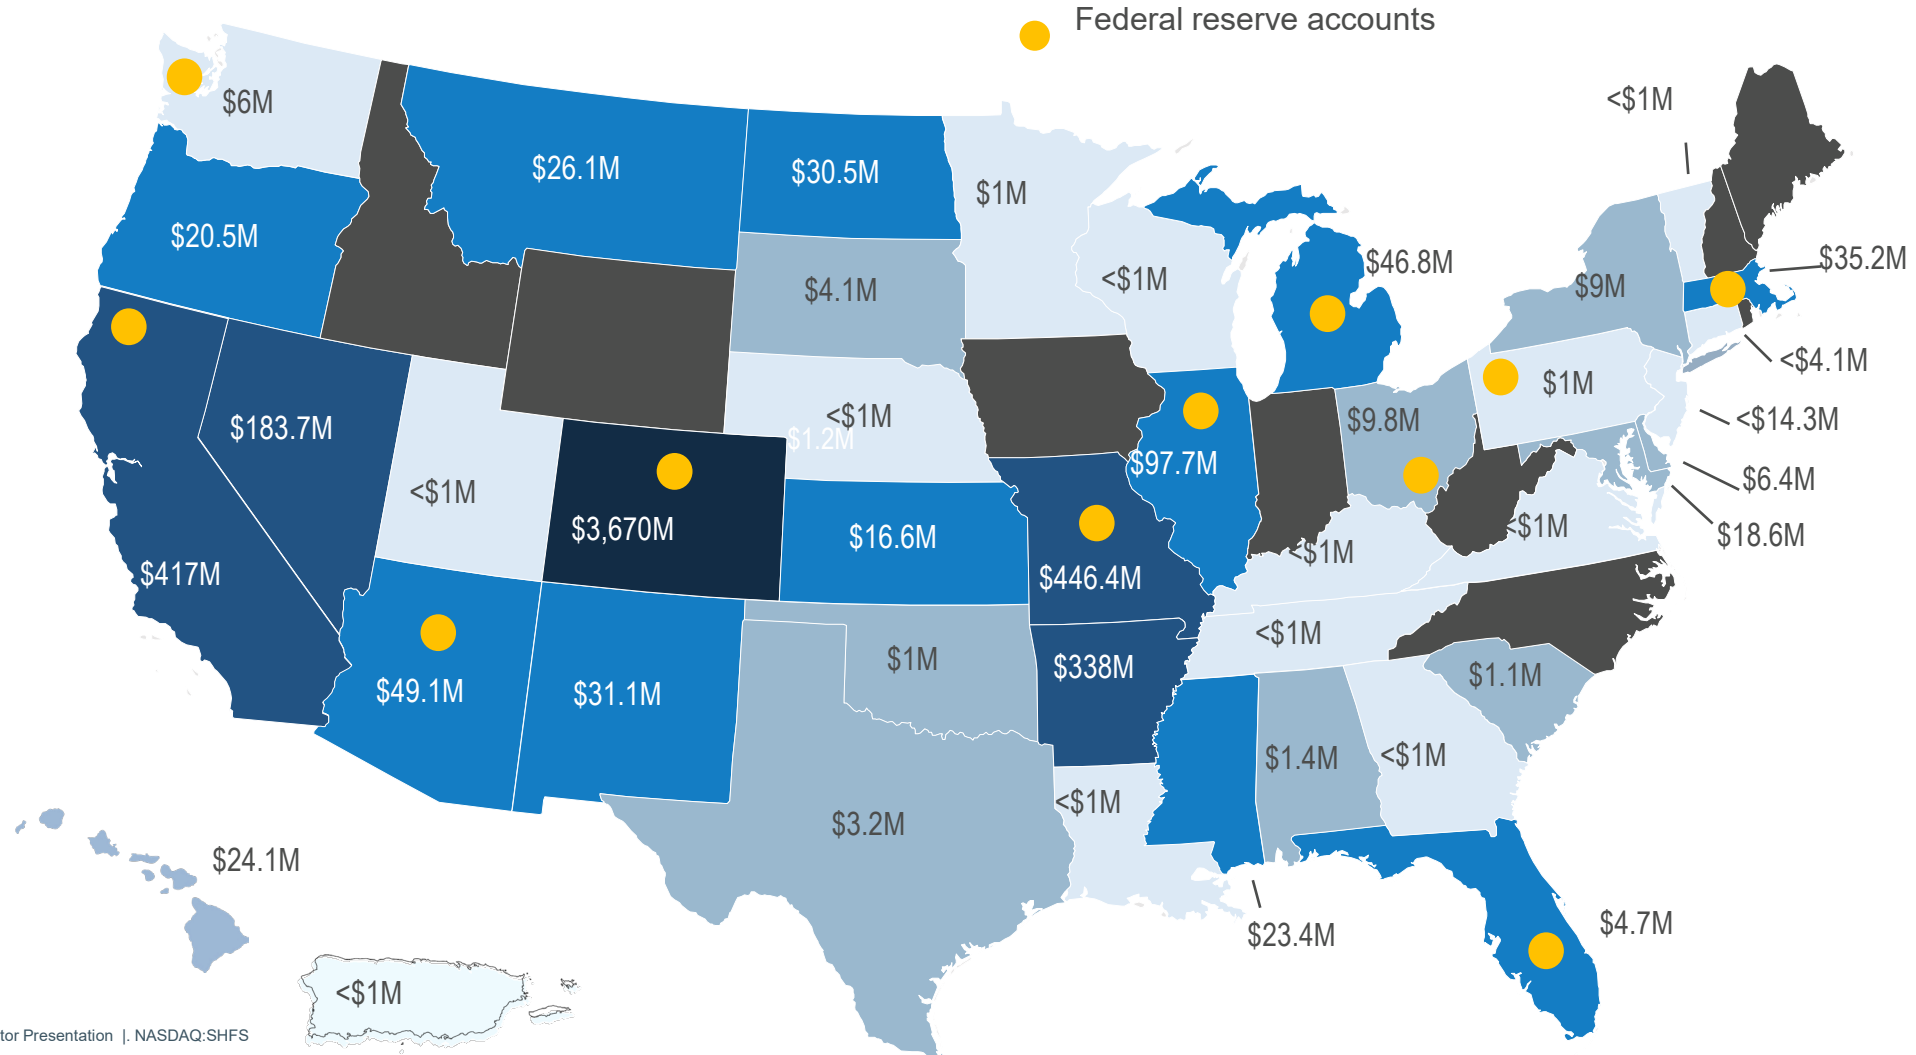 Federal reserve accounts
<$1M
$6M
$26.1M
$30.5M
$1M
$20.5M
$46.8M
$35.2M
<$1M
$4.1M
$9M
<$4.1M
$1M
<$14.3M
$183.7M
<$1M
$1.2M
$9.8M
$97.7M
$6.4M
<$1M
$3,670M
$16.6M
<$1M
$18.6M
<$1M
$417M
$446.4M
<$1M
$1M
$338M
$1.1M
$49.1M
$31.1M
$1.4M
<$1M
<$1M
$3.2M
$24.1M
$4.7M
$23.4M
<$1M
tor Presentation |. NASDAQ:SHFS